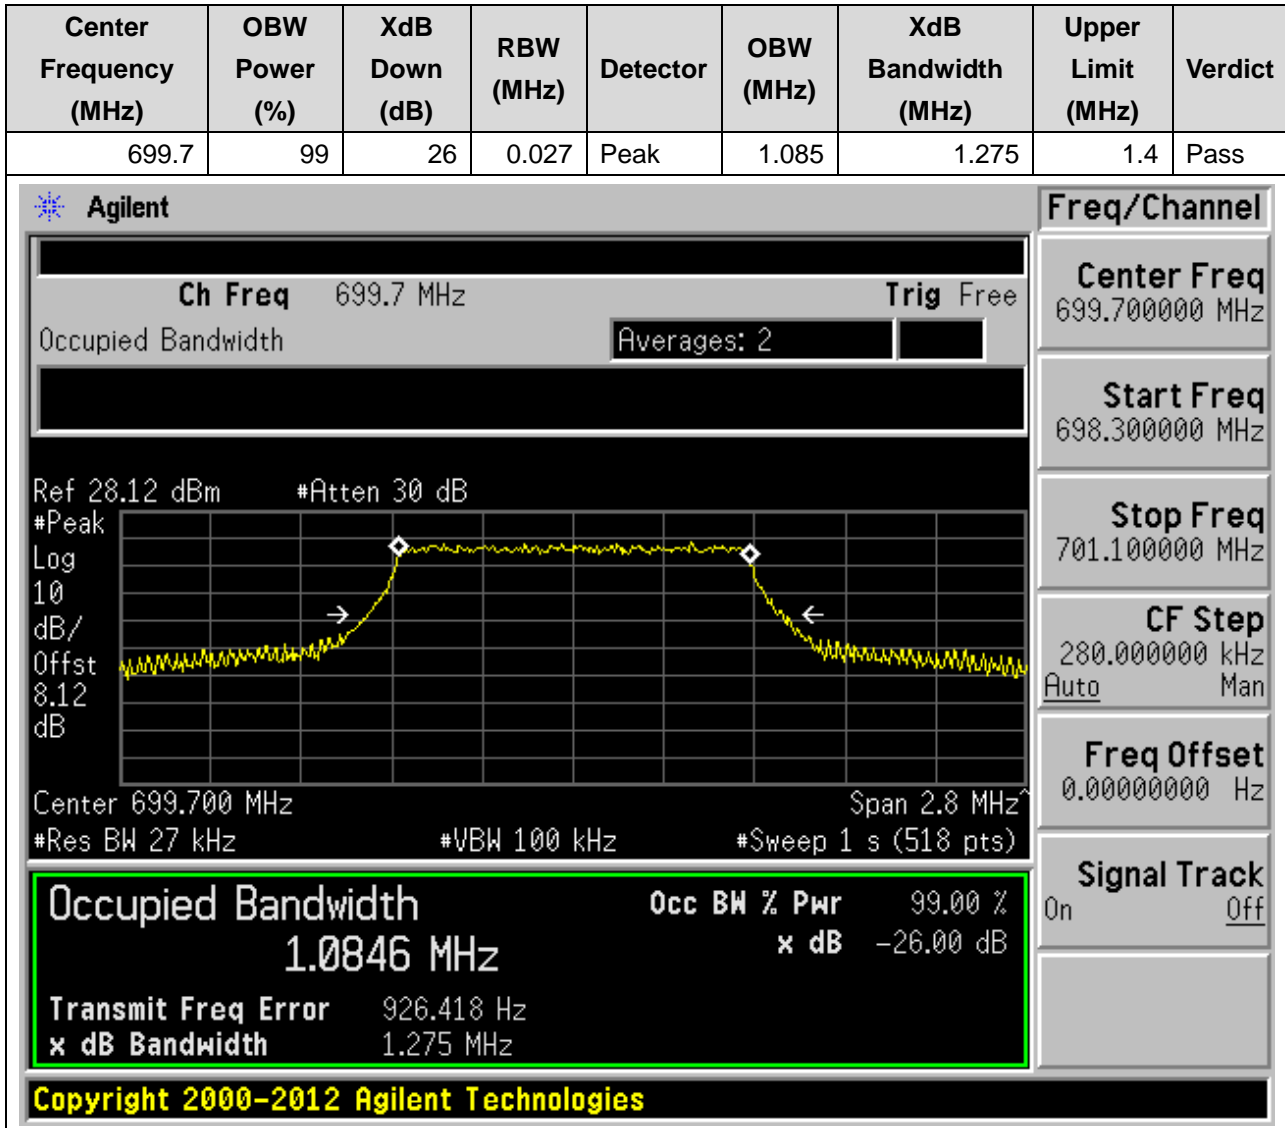 Center Frequency (MHz) OBW Power (%) XdB Down (dB) RBW (MHz) Detector OBW (MHz) XdB Bandwidth (MHz) Upper Limit (MHz) Verdict
699.7 99 26 0.027 Peak 1.085 1.275 1.4 Pass
Agilent
Freq/Channel
Ch Freq 699.7 MHz Trig Free
Occupied Bandwidth Averages: 2
Center Freq
699.700000 MHz
Start Freq
698.300000 MHz
Stop Freq
701.100000 MHz
CF Step
280.000000 kHz
Auto Man
Freq Offset
0.00000000 Hz
Signal Track
On Off
Ref 28.12 dBm #Atten 30 dB
#Peak
Log
10
dB/
Offst
8.12
dB
Center 699.700 MHz Span 2.8 MHz^
#Res BW 27 kHz #VBW 100 kHz #Sweep 1 s (518 pts)
Occupied Bandwidth Occ BW % Pwr 99.00 %
1.0846 MHz x dB -26.00 dB
Transmit Freq Error 926.418 Hz
x dB Bandwidth 1.275 MHz
Copyright 2000-2012 Agilent Technologies